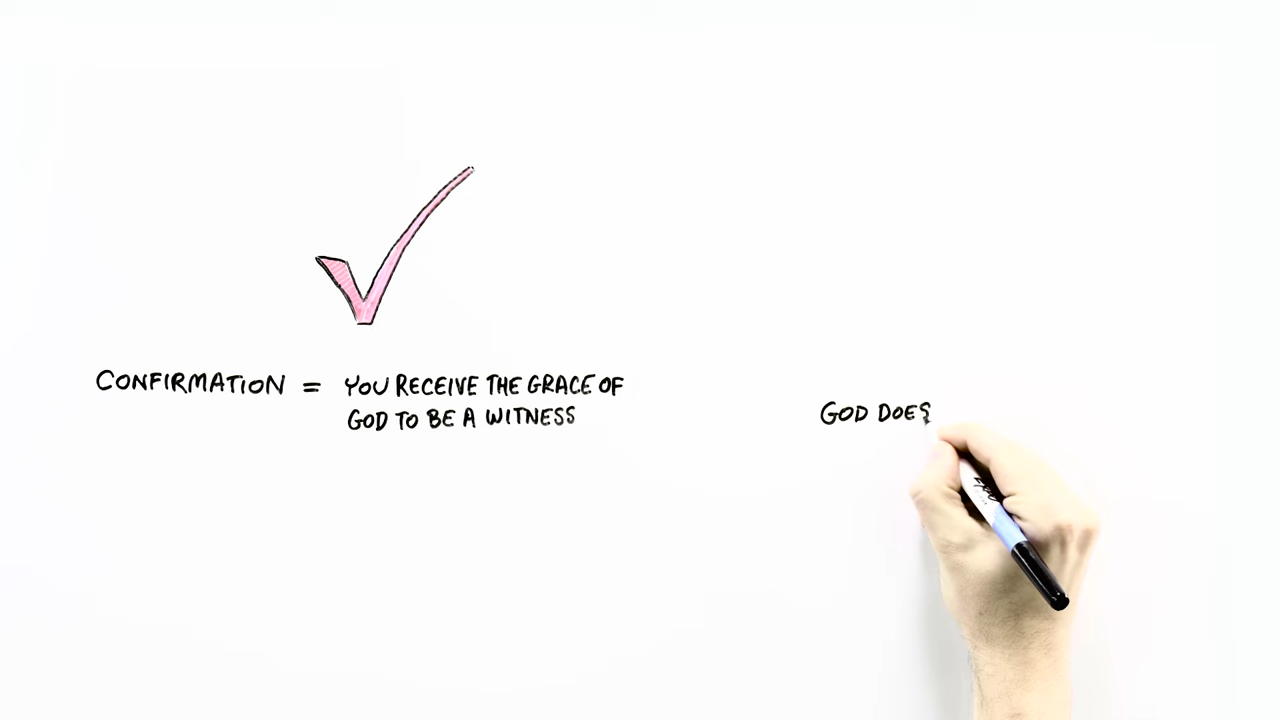 CONFIRMATION = YOU RECEIVE THE GRACE OF
GOD TO BE A WITNESS
GOD DOES